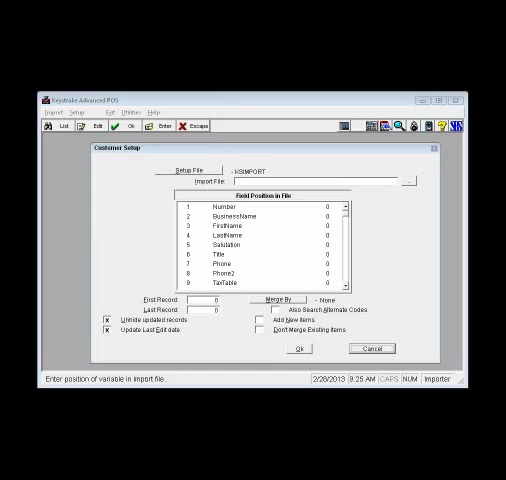 Keystroke Advanced POS
Import Setup Exit Utilities Help
List Edit Ok Enter Escape
Customer Setup
Setup File - KSIMPORT
Import File: ...
Field Position in File
1 Number 0
2 BusinessName 0
3 FirstName 0
4 LastName 0
5 Salutation 0
6 Title 0
7 Phone 0
8 Phone2 0
9 TaxTable 0
First Record 0 Merge By - None
Last Record 0 Also Search Alternate Codes
x Unhide updated records Add New items
x Update Last Edit date Don't Merge Existing Items
Ok Cancel
Enter position of variable in Import file. 2/28/2013 9:25 AM CAPS NUM Importer